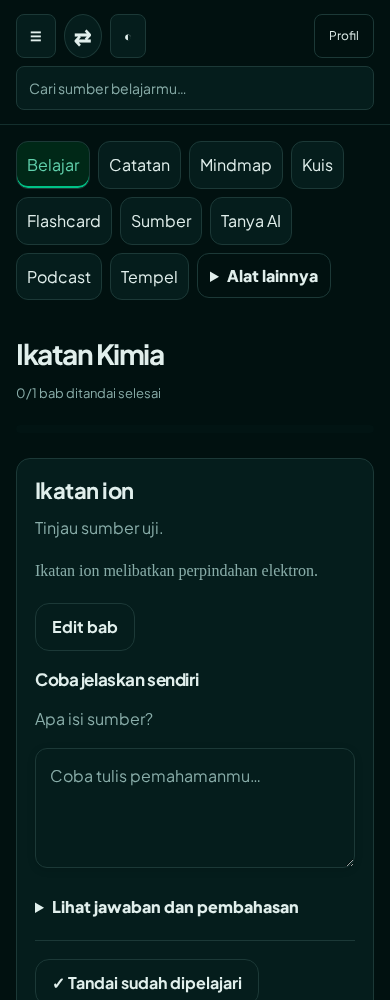 Profil
Cari sumber belajarmu...
Belajar
Catatan
Mindmap
Kuis
Flashcard
Sumber
Tanya AI
Podcast
Tempel
▶ Alat lainnya
Ikatan Kimia
0/1 bab ditandai selesai
Ikatan ion
Tinjau sumber uji.
Ikatan ion melibatkan perpindahan elektron.
Edit bab
Coba jelaskan sendiri
Apa isi sumber?
Coba tulis pemahamanmu...
▶ Lihat jawaban dan pembahasan
✓ Tandai sudah dipelajari